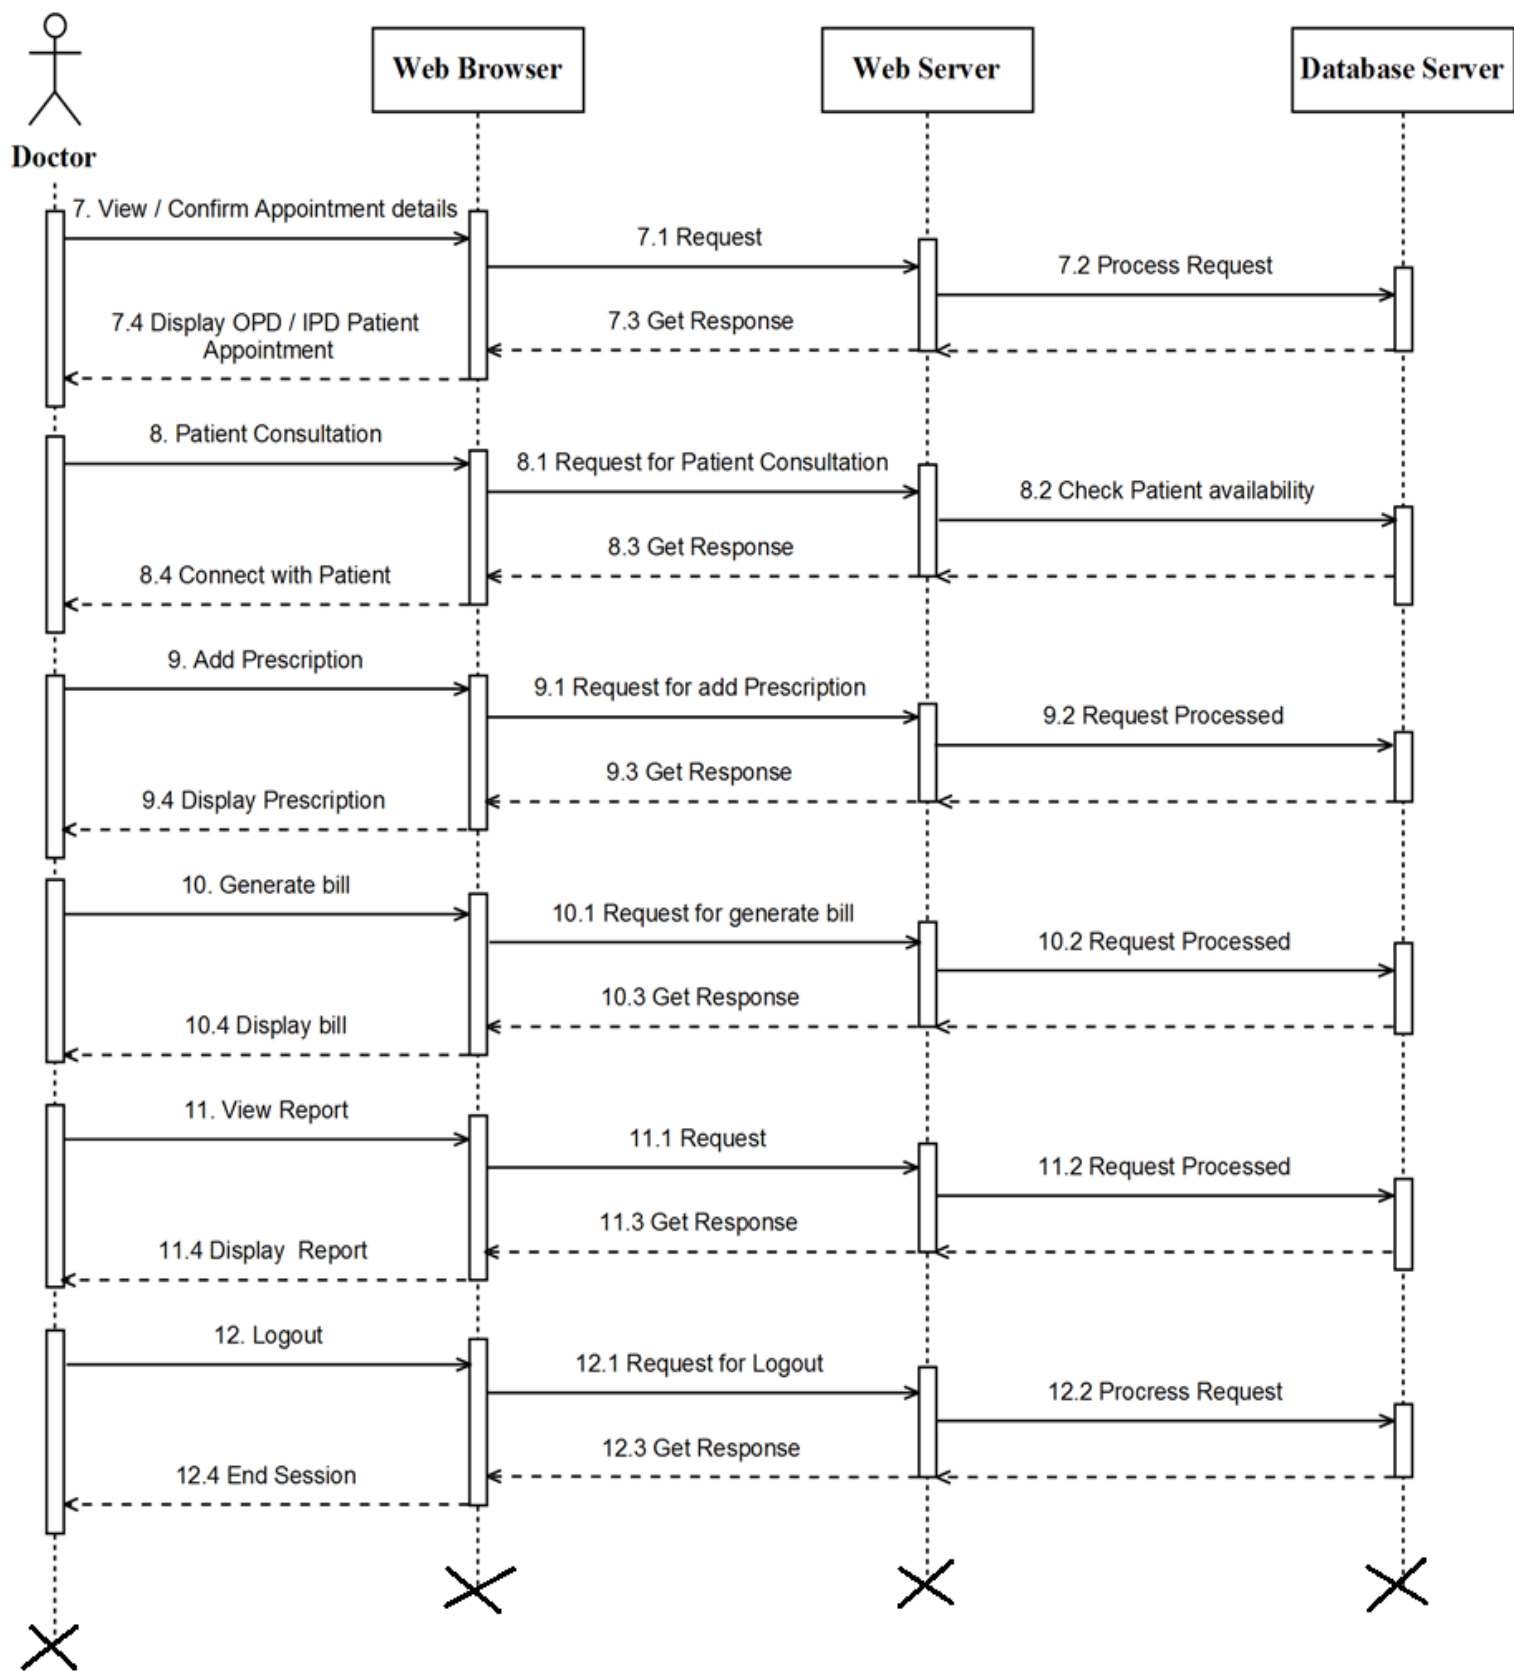 Web Browser
Web Server
Database Server
Doctor
7. View / Confirm Appointment details
7.1 Request
7.2 Process Request
7.3 Get Response
7.4 Display OPD / IPD Patient
Appointment
8. Patient Consultation
8.1 Request for Patient Consultation
8.2 Check Patient availability
8.3 Get Response
8.4 Connect with Patient
9. Add Prescription
9.1 Request for add Prescription
9.2 Request Processed
9.3 Get Response
9.4 Display Prescription
10. Generate bill
10.1 Request for generate bill
10.2 Request Processed
10.3 Get Response
10.4 Display bill
11. View Report
11.1 Request
11.2 Request Processed
11.3 Get Response
11.4 Display  Report
12. Logout
12.1 Request for Logout
12.2 Procress Request
12.3 Get Response
12.4 End Session